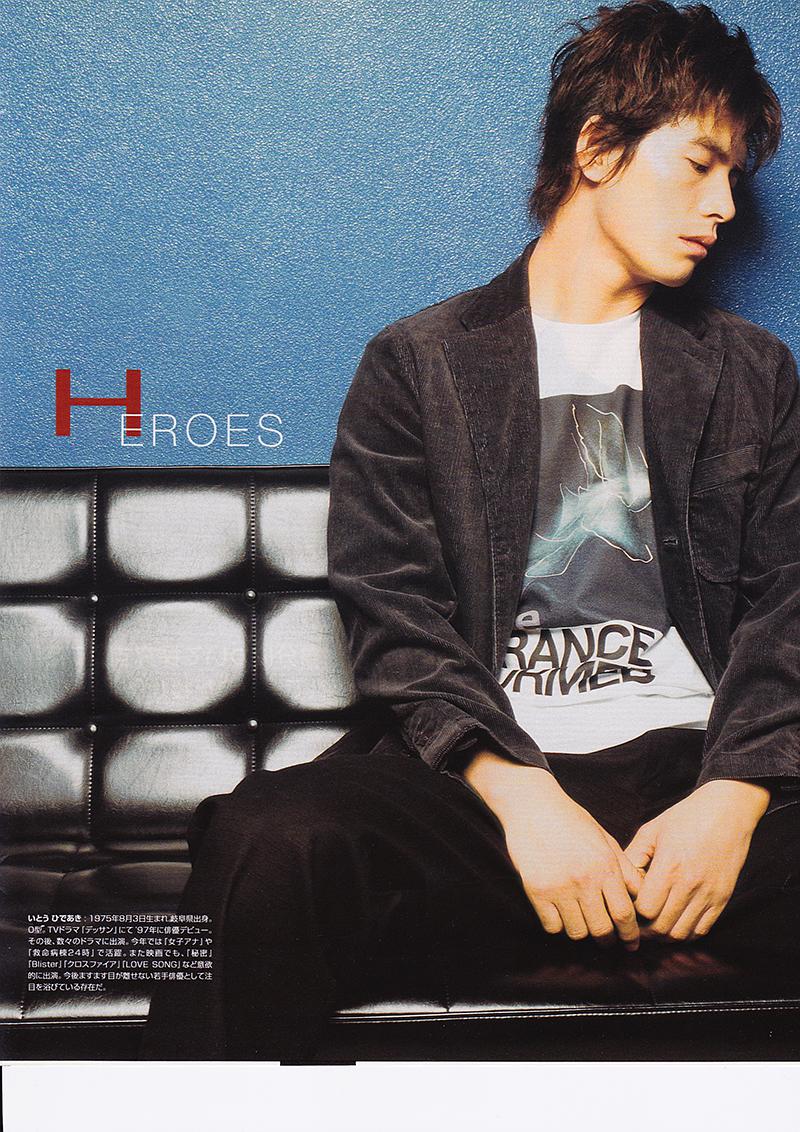 HEROES
RANCE
いとう ひであき : 1975年8月3日生まれ、岐阜県出身。
O型。TVドラマ「デッサン」にて '97年に俳優デビュー。
その後、数々のドラマに出演。今年では「女子アナ」や
「救命病棟24時」で活躍。また映画でも、「秘密」
「Blister」「クロスファイア」「LOVE SONG」など意欲
的に出演。今後ますます目が離せない若手俳優として注
目を浴びている存在だ。